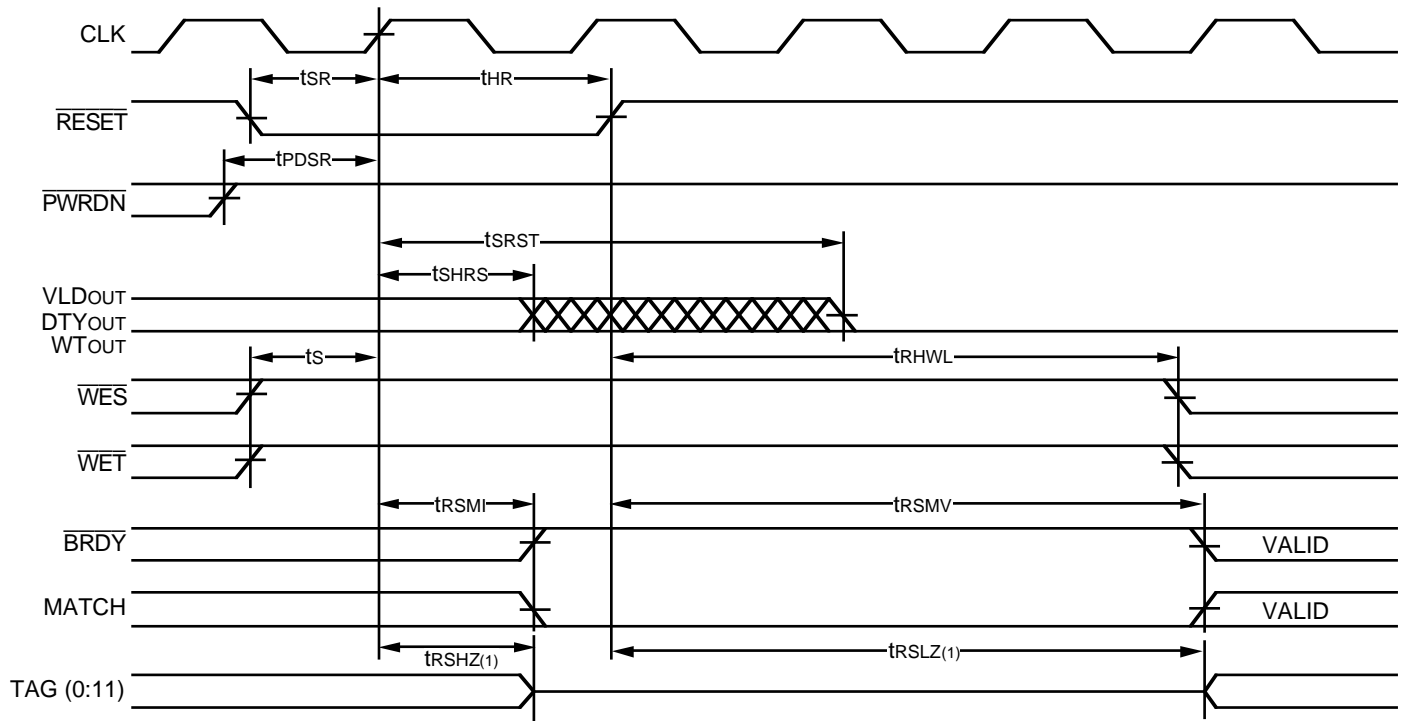 CLK
tSR
tHR
RESET
tPDSR
PWRDN
tSRST
tSHRS
VLDOUT
DTYOUT
WTOUT
tS
tRHWL
WES
WET
tRSMI
tRSMV
BRDY
VALID
MATCH
VALID
tRSHZ(1)
tRSLZ(1)
TAG (0:11)